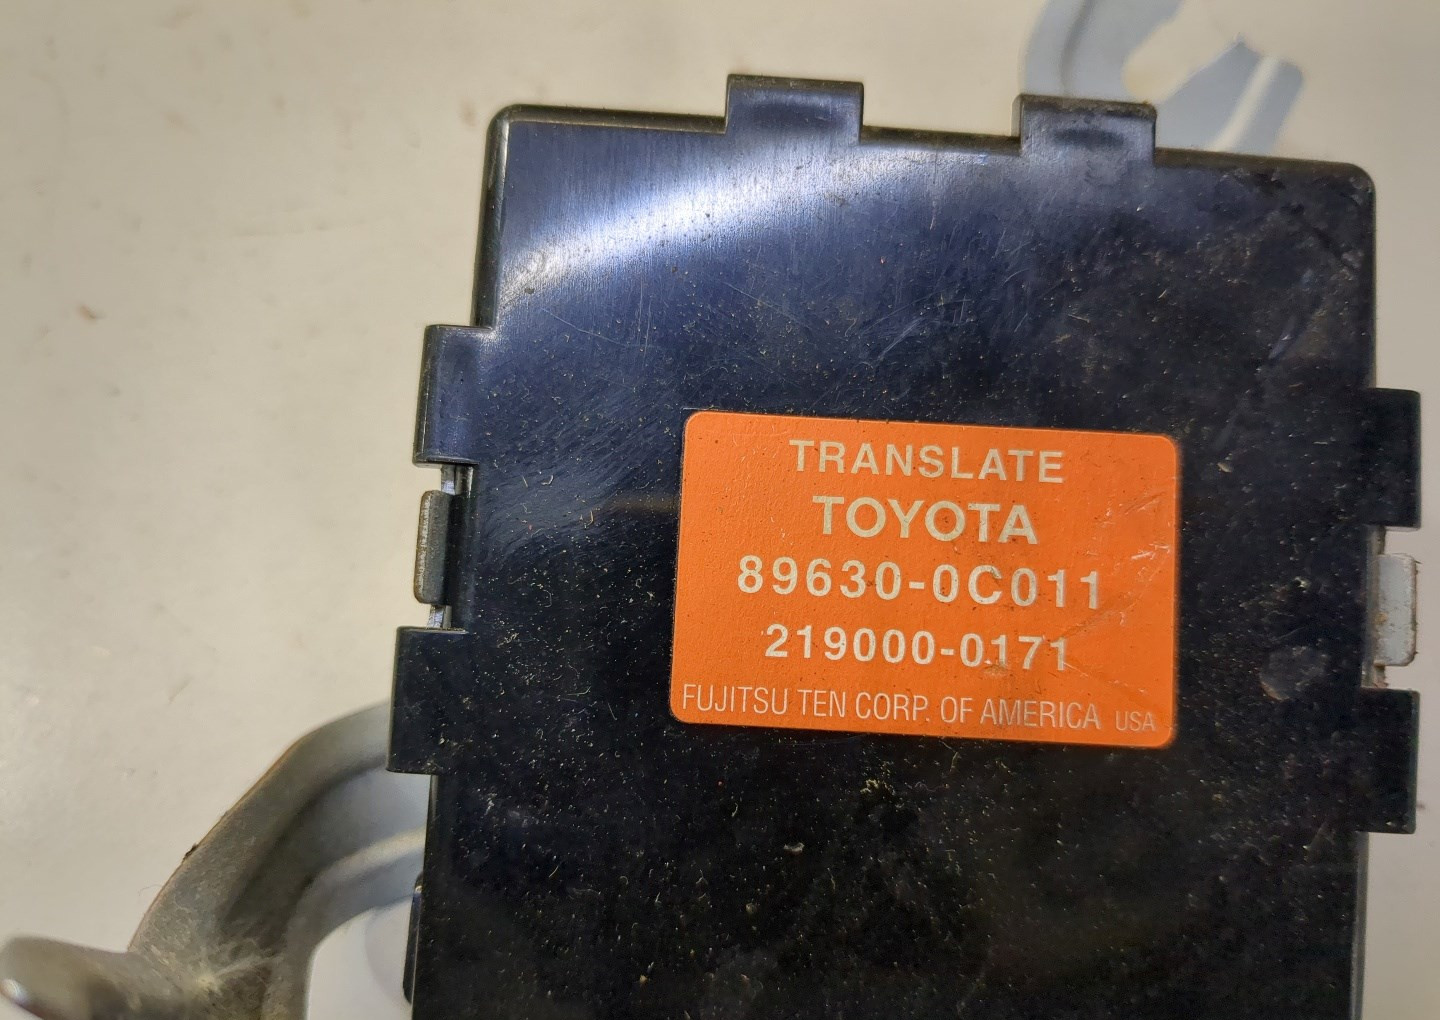 TRANSLATE
TOYOTA
89630-0C011
219000-0171
FUJITSU TEN CORP. OF AMERICA USA